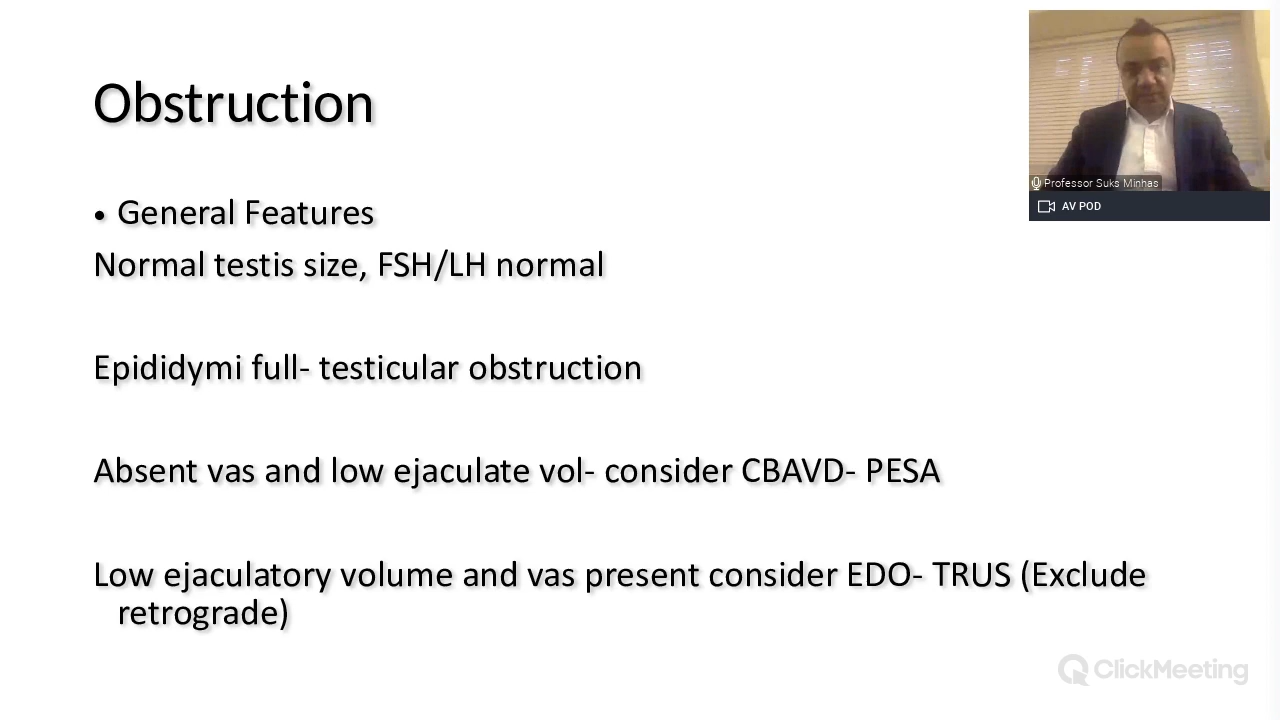 Obstruction
• General Features
Normal testis size, FSH/LH normal
Epididymi full- testicular obstruction
Absent vas and low ejaculate vol- consider CBAVD- PESA
Low ejaculatory volume and vas present consider EDO- TRUS (Exclude
retrograde)
Professor Suks Minhas
AV POD
ClickMeeting